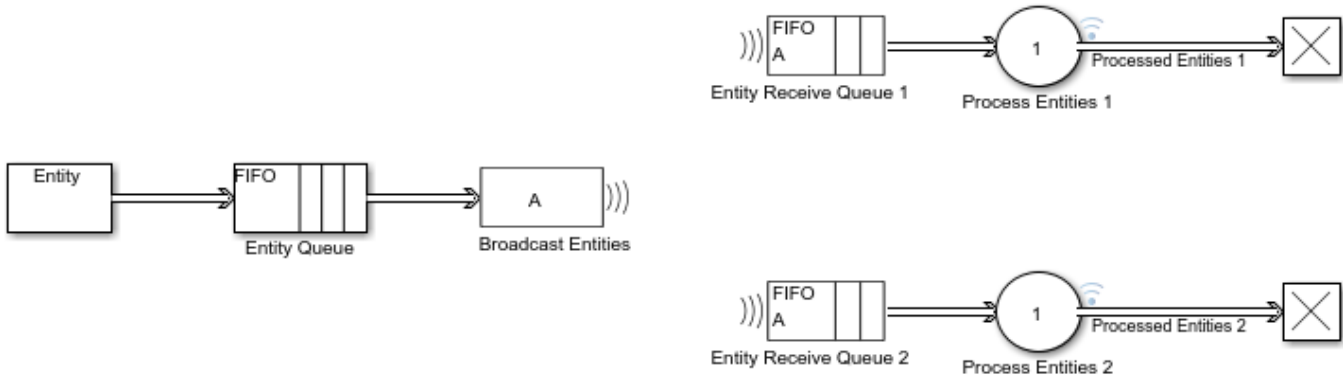 FIFO
A
Entity Receive Queue 1
1
Process Entities 1
Processed Entities 1
Entity
FIFO
Entity Queue
A
Broadcast Entities
FIFO
A
Entity Receive Queue 2
1
Process Entities 2
Processed Entities 2